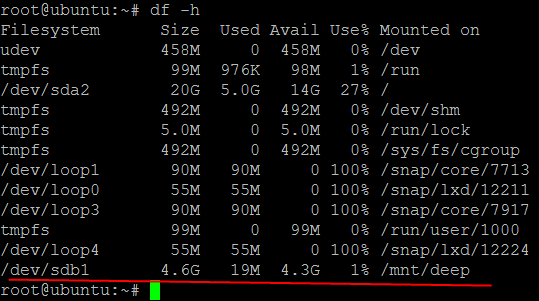 root@ubuntu:~# df -h
Filesystem      Size  Used Avail Use% Mounted on
udev            458M     0  458M   0% /dev
tmpfs            99M  976K   98M   1% /run
/dev/sda2        20G  5.0G   14G  27% /
tmpfs           492M     0  492M   0% /dev/shm
tmpfs           5.0M     0  5.0M   0% /run/lock
tmpfs           492M     0  492M   0% /sys/fs/cgroup
/dev/loop1       90M   90M     0 100% /snap/core/7713
/dev/loop0       55M   55M     0 100% /snap/lxd/12211
/dev/loop3       90M   90M     0 100% /snap/core/7917
tmpfs            99M     0   99M   0% /run/user/1000
/dev/loop4       55M   55M     0 100% /snap/lxd/12224
/dev/sdb1       4.6G   19M  4.3G   1% /mnt/deep
root@ubuntu:~#